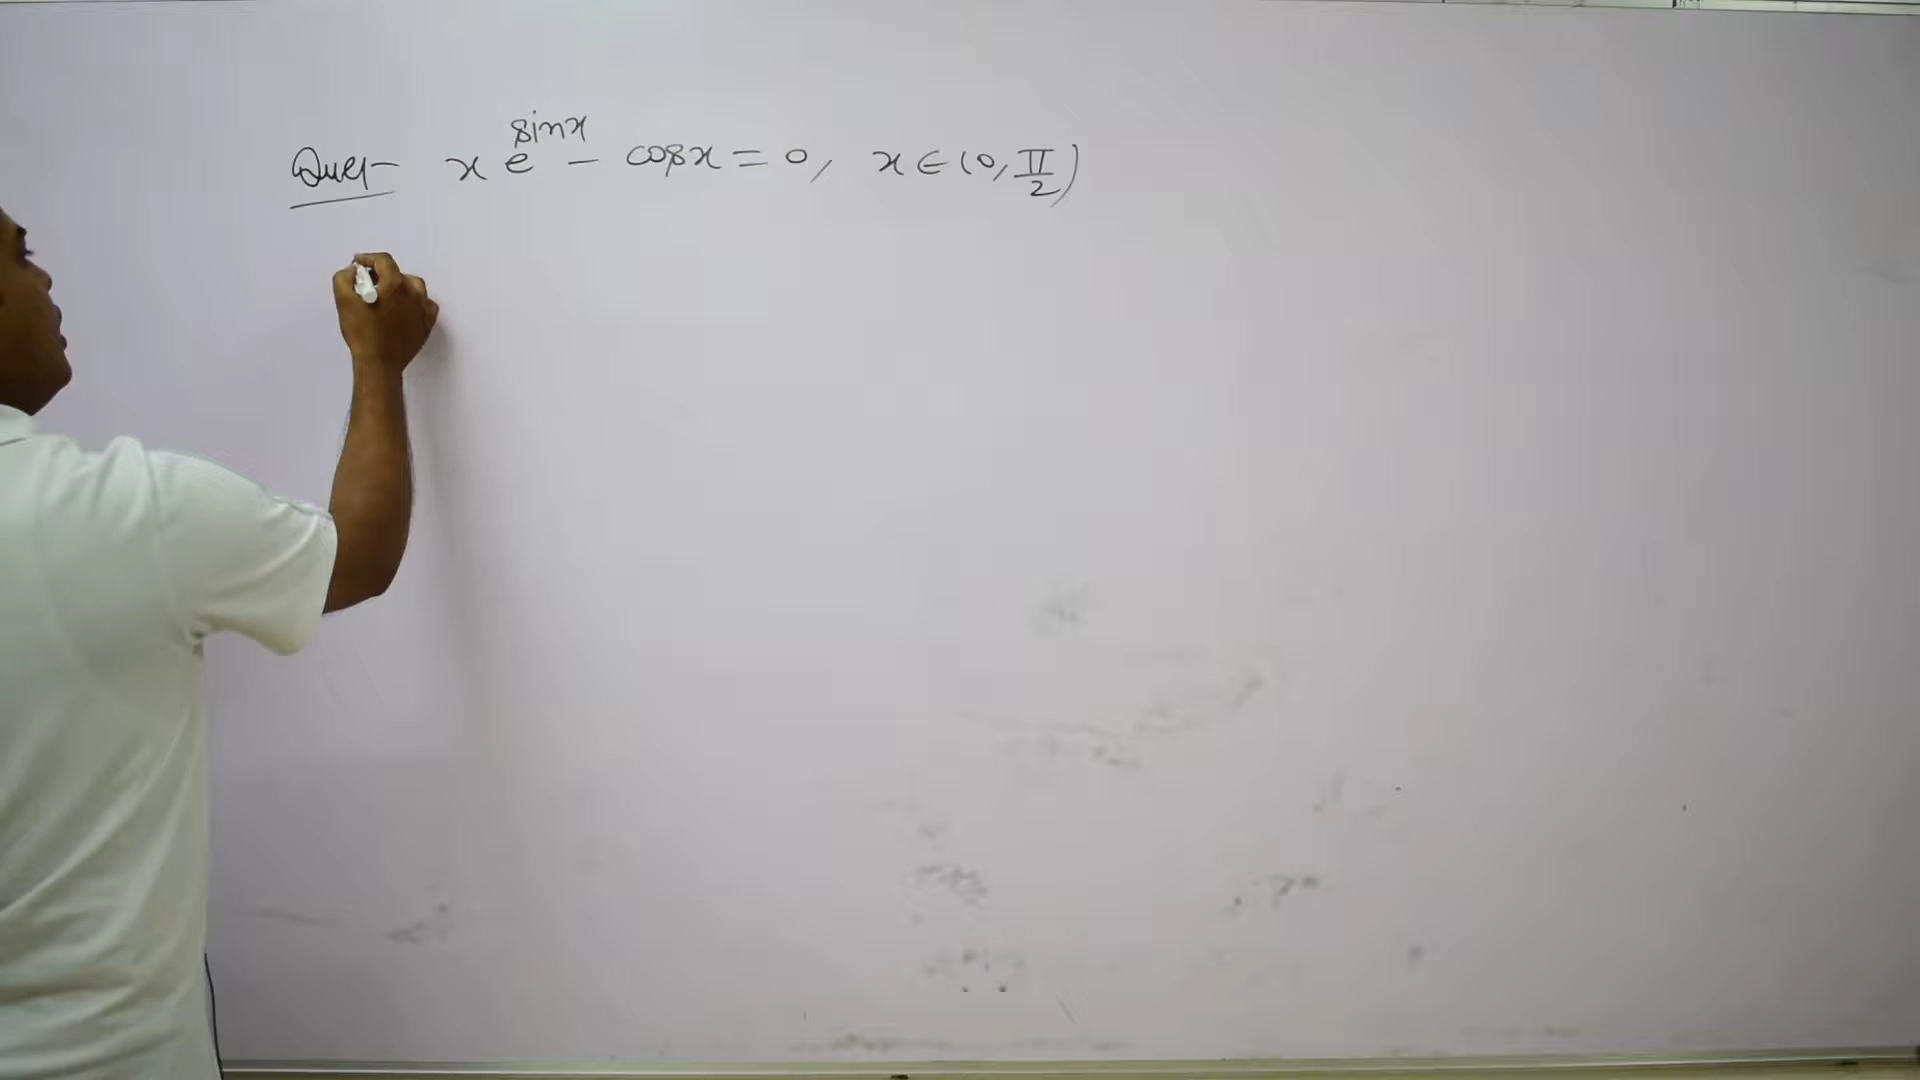 Ques- x e^sinx - cosx = 0, x ∈ (0, π/2)